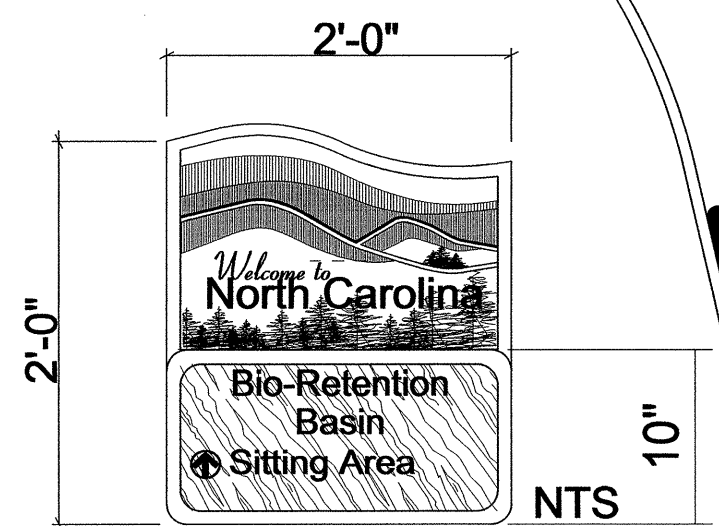 2'-0"
2'-0"
Welcome to
North Carolina
Bio-Retention
Basin
Sitting Area
10"
NTS